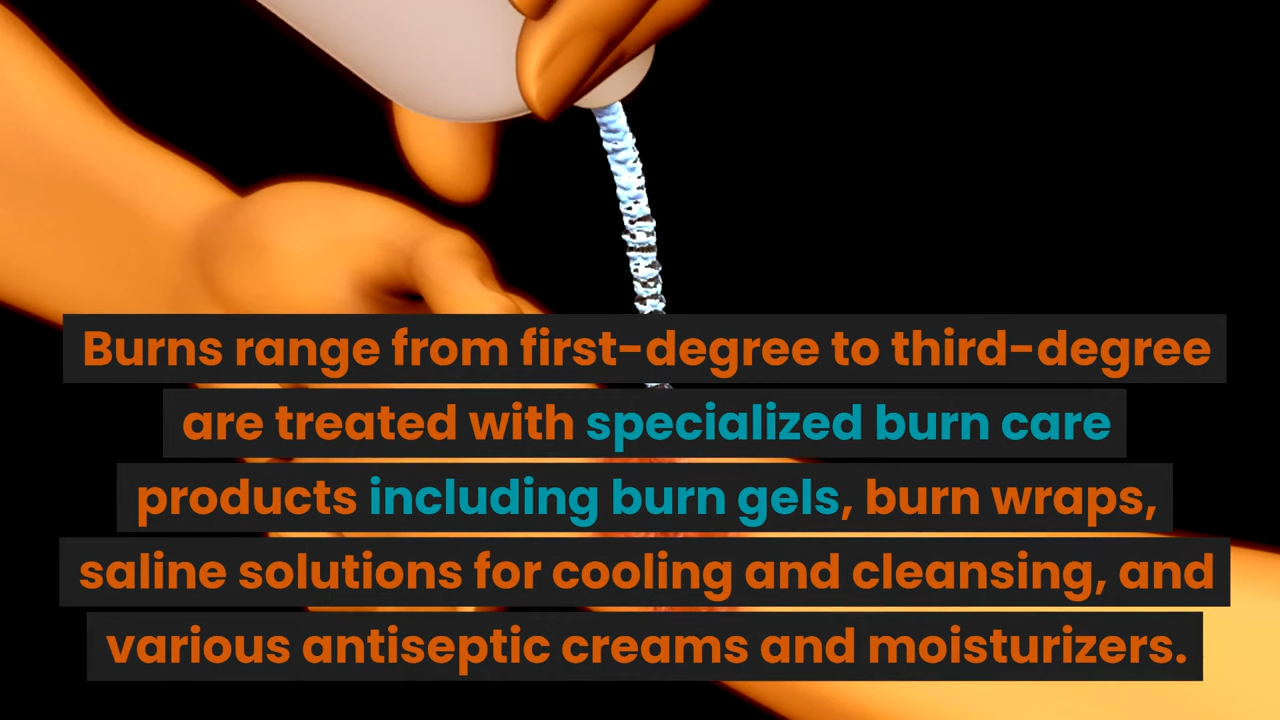 Burns range from first-degree to third-degree
are treated with specialized burn care
products including burn gels, burn wraps,
saline solutions for cooling and cleansing, and
various antiseptic creams and moisturizers.